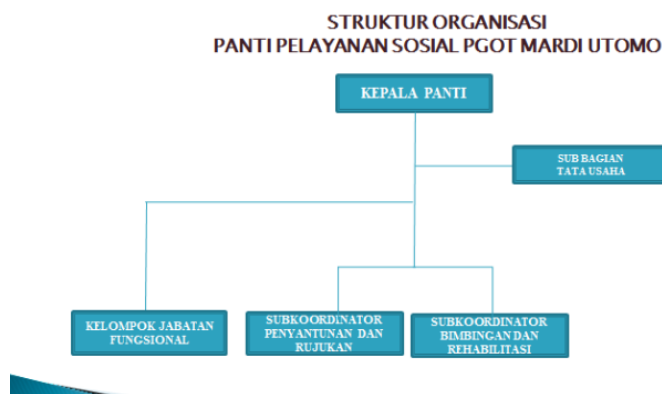 STRUKTUR ORGANISASI
PANTI PELAYANAN SOSIAL PGOT MARDI UTOMO
KEPALA PANTI
SUB BAGIAN
TATA USAHA
KELOMPOK JABATAN
FUNGSIONAL
SUBKOORDINATOR
PENYANTUNAN DAN
RUJUKAN
SUBKOORDINATOR
BIMBINGAN DAN
REHABILITASI